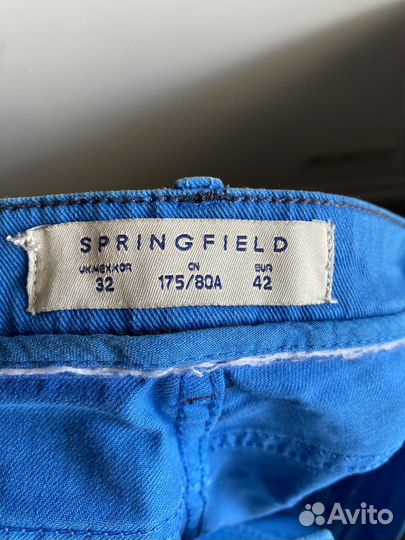 SPRINGFIELD
UK·MEX·KOR CN EUR
32 175/80A 42
Avito